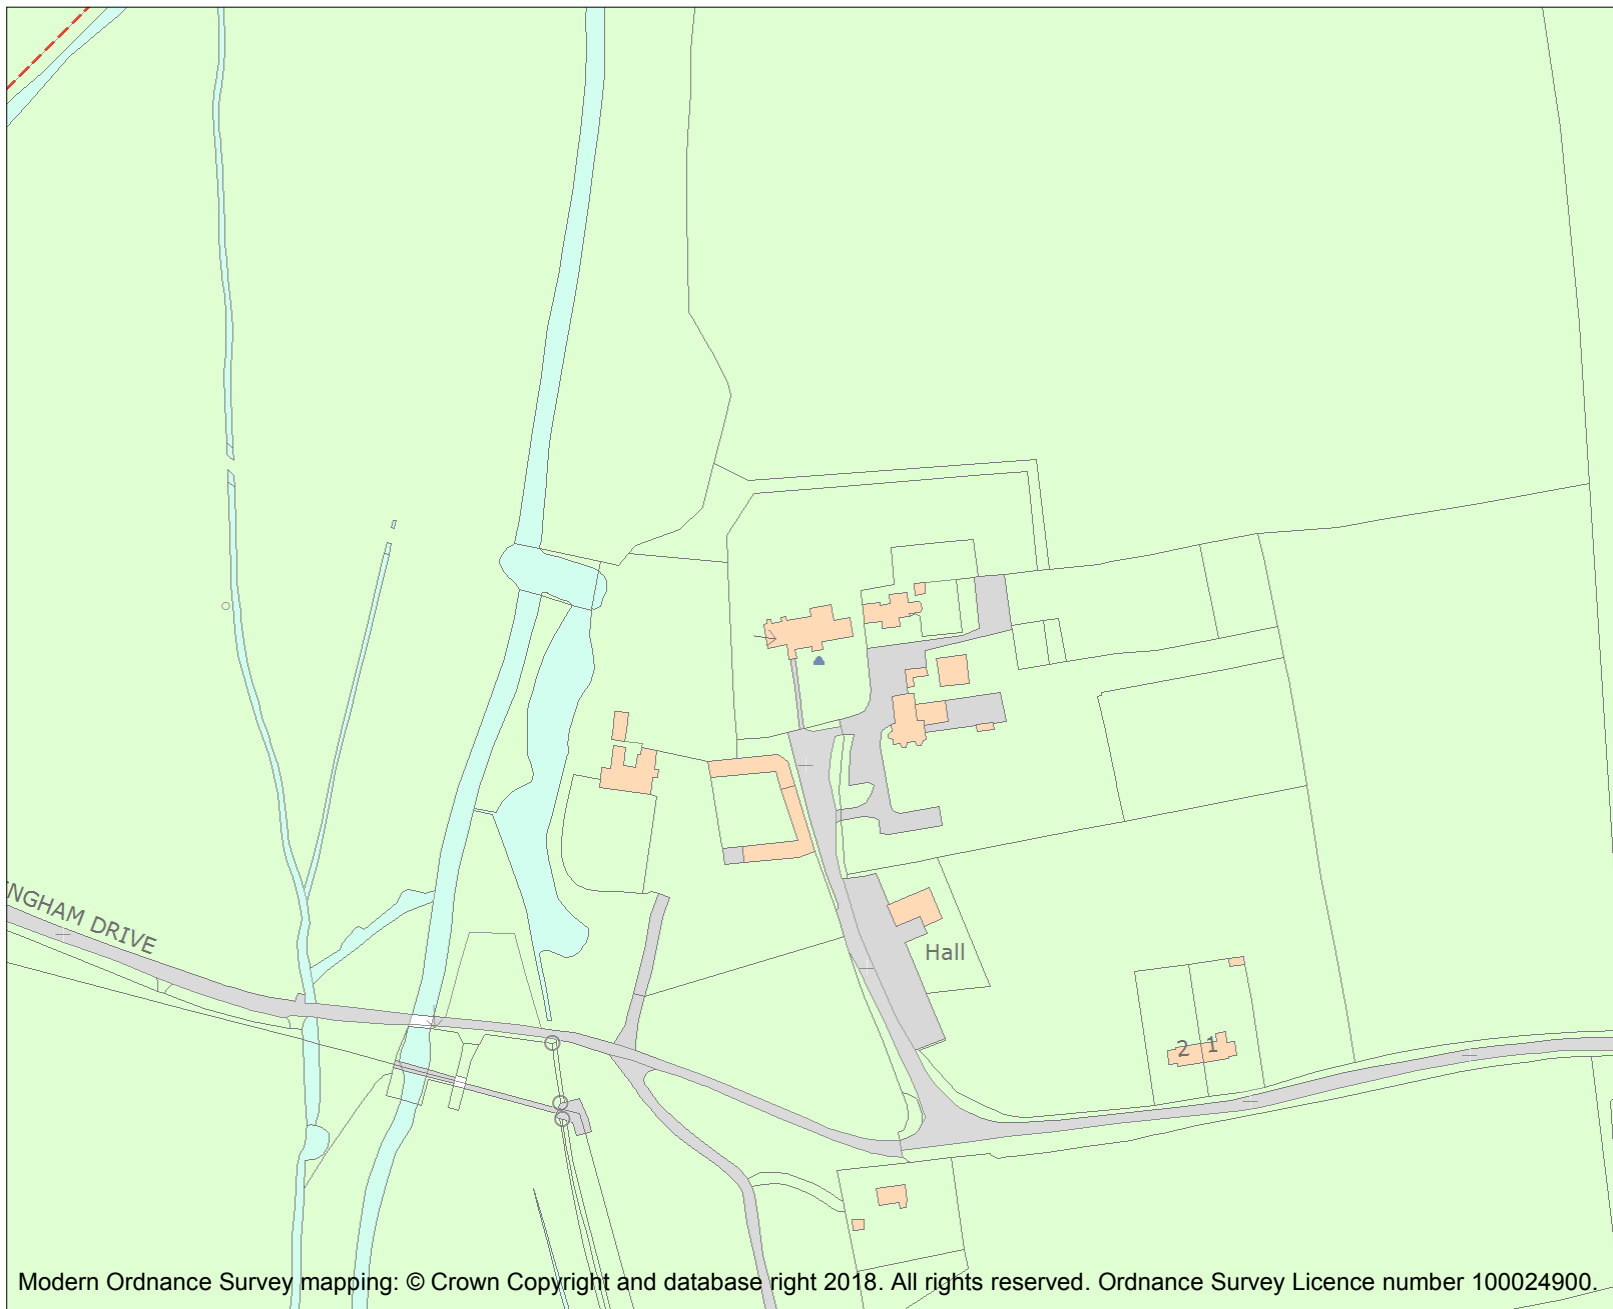 NGHAM DRIVE
Hall
2 1
Modern Ordnance Survey mapping: © Crown Copyright and database right 2018. All rights reserved. Ordnance Survey Licence number 100024900.